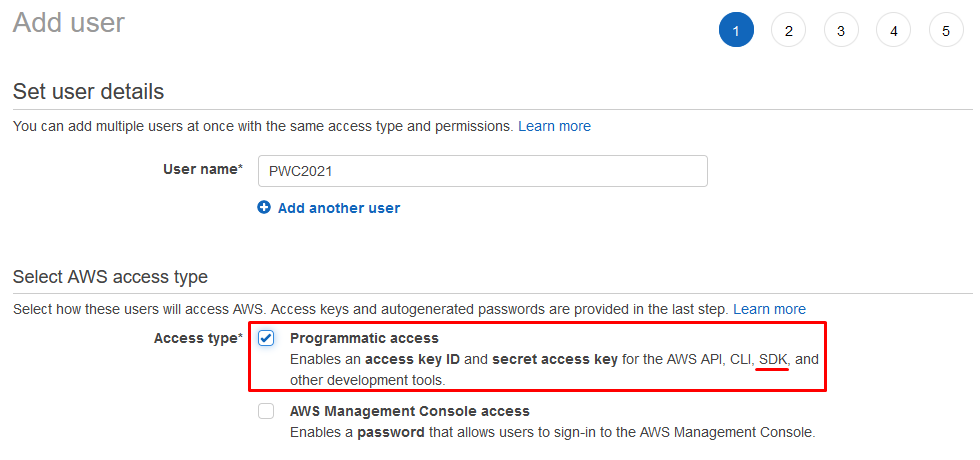 Add user
1 2 3 4 5
Set user details
You can add multiple users at once with the same access type and permissions. Learn more
User name* PWC2021
Add another user
Select AWS access type
Select how these users will access AWS. Access keys and autogenerated passwords are provided in the last step. Learn more
Access type* Programmatic access
Enables an access key ID and secret access key for the AWS API, CLI, SDK, and
other development tools.
AWS Management Console access
Enables a password that allows users to sign-in to the AWS Management Console.